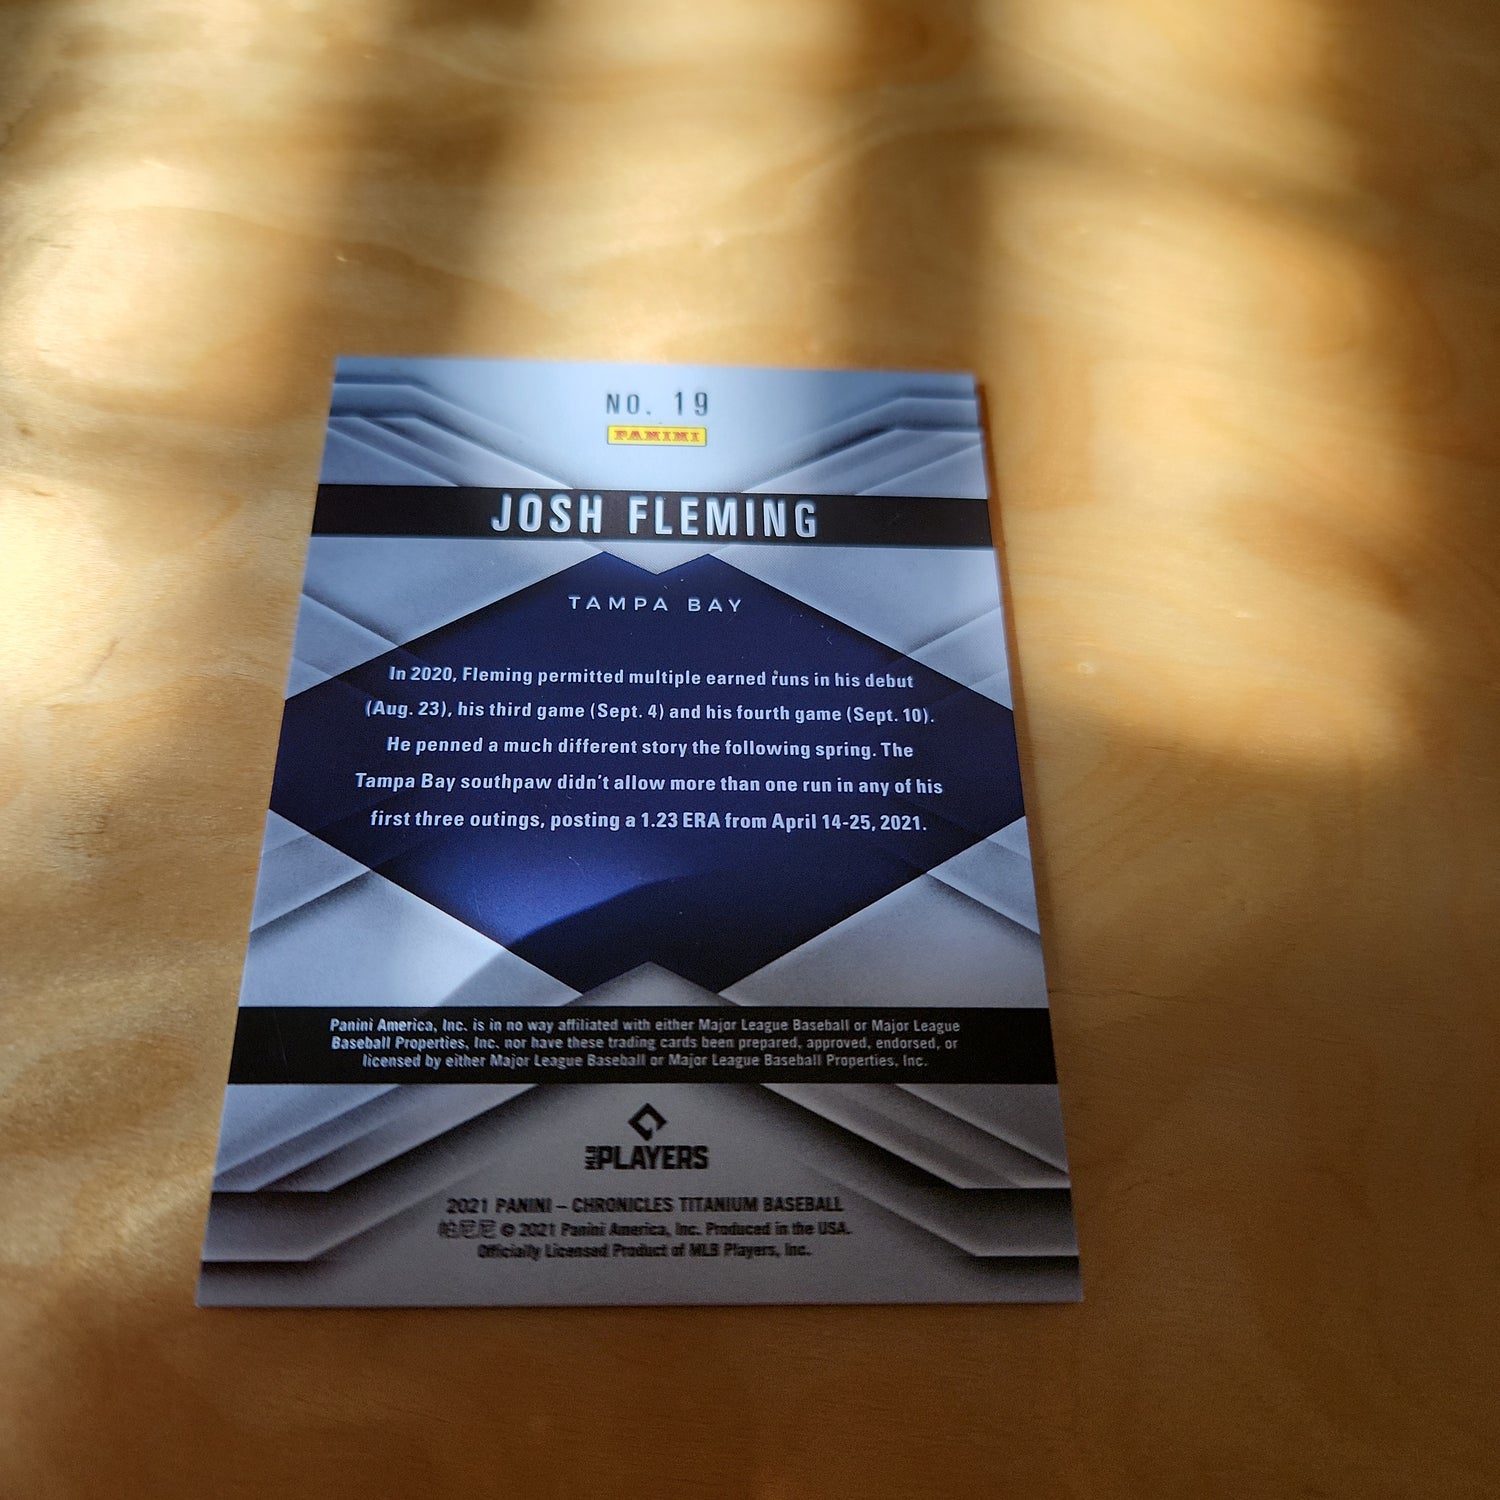 NO. 19
PANINI
JOSH FLEMING
TAMPA BAY
In 2020, Fleming permitted multiple earned runs in his debut
(Aug. 23), his third game (Sept. 4) and his fourth game (Sept. 10).
He penned a much different story the following spring. The
Tampa Bay southpaw didn't allow more than one run in any of his
first three outings, posting a 1.23 ERA from April 14-25, 2021.
Panini America, Inc. is in no way affiliated with either Major League Baseball or Major League
Baseball Properties, Inc. nor have these trading cards been prepared, approved, endorsed, or
licensed by either Major League Baseball or Major League Baseball Properties, Inc.
MLB PLAYERS
2021 PANINI – CHRONICLES TITANIUM BASEBALL
帕尼尼 © 2021 Panini America, Inc. Produced in the USA.
Officially Licensed Product of MLB Players, Inc.